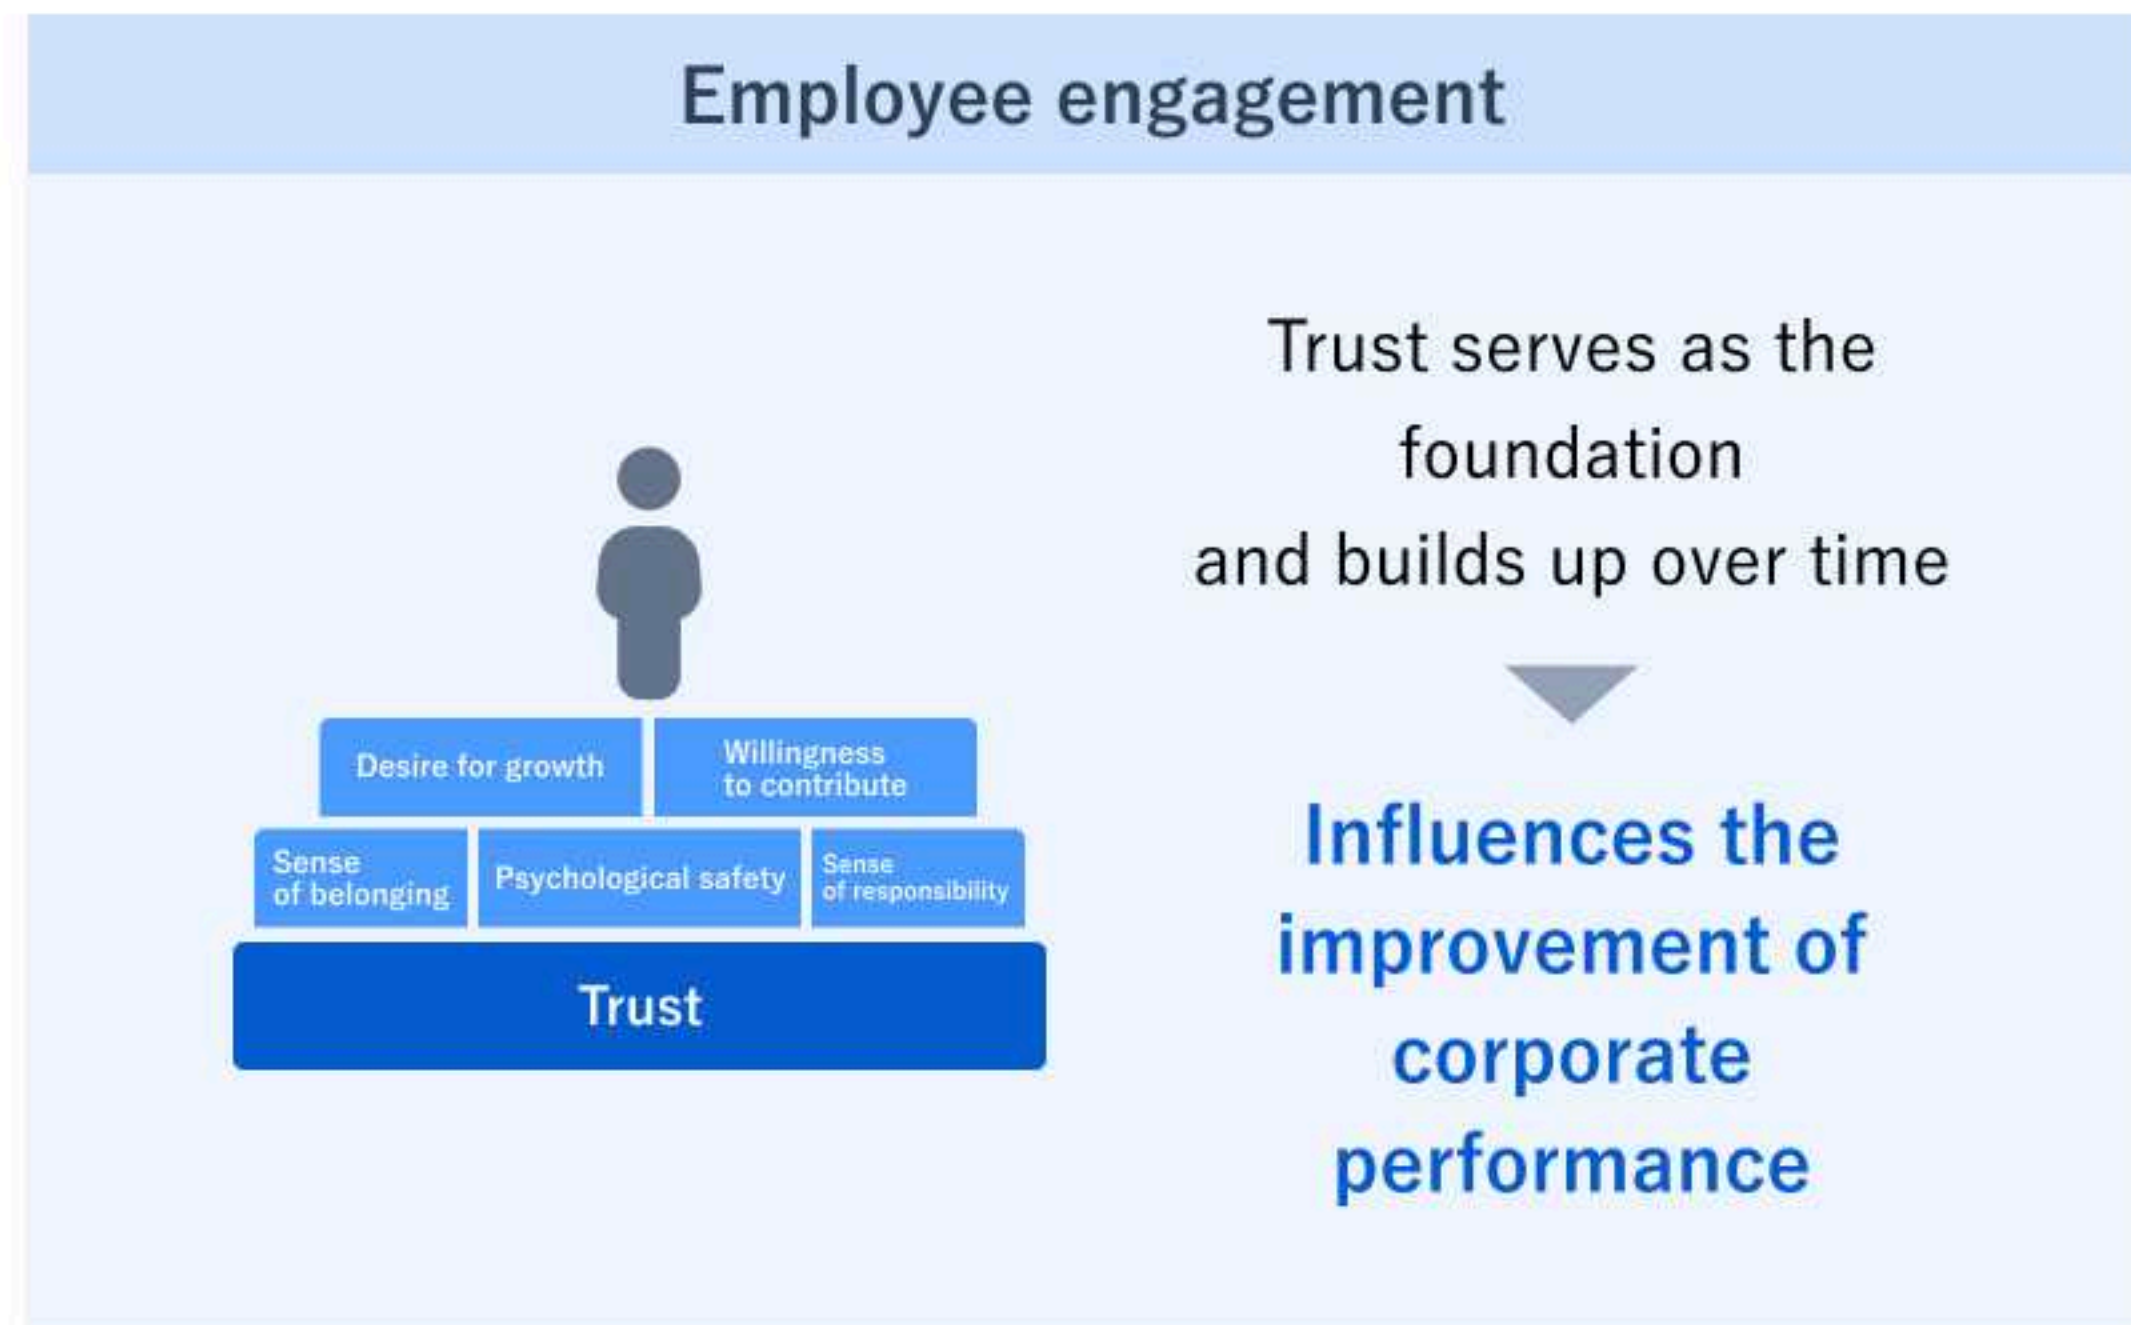 Employee engagement
Desire for growth
Willingness
to contribute
Sense
of belonging
Psychological safety
Sense
of responsibility
Trust
Trust serves as the
foundation
and builds up over time
Influences the
improvement of
corporate
performance